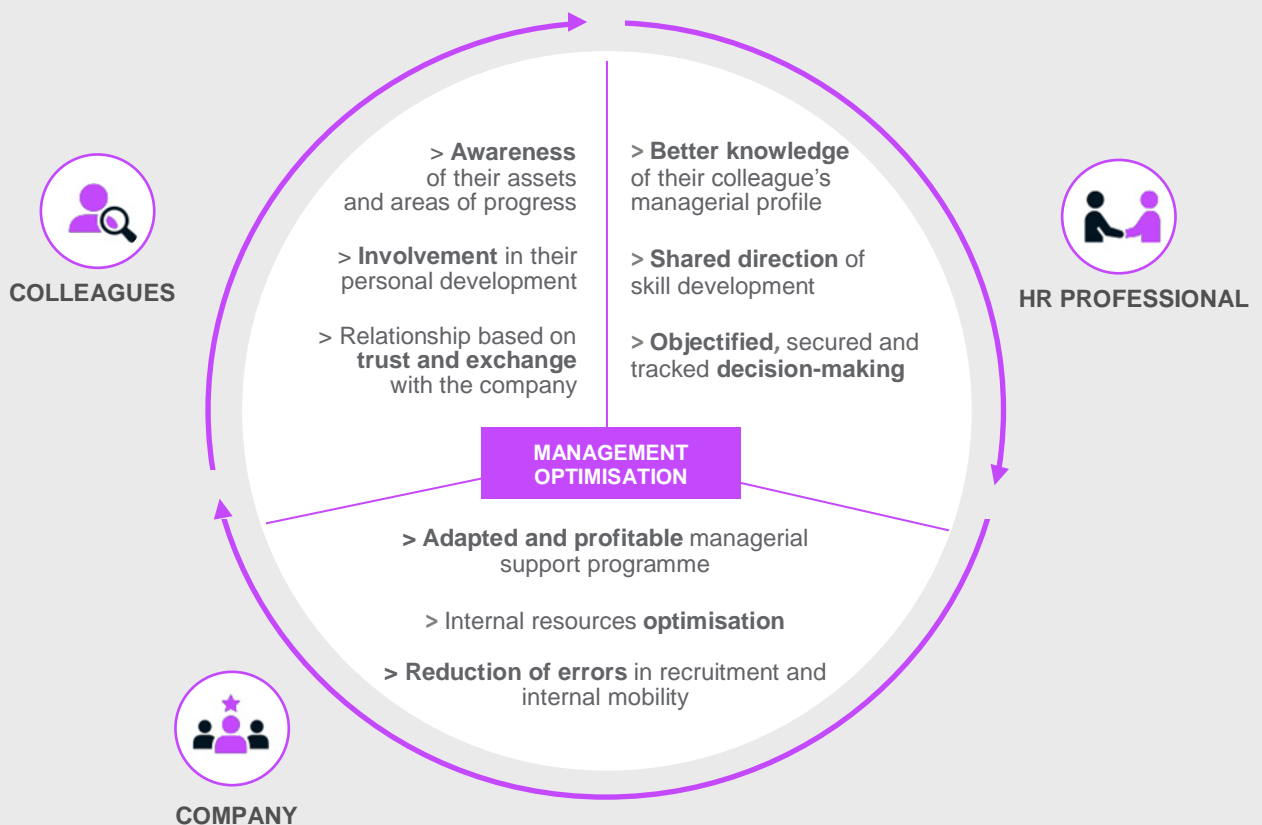 > Awareness
of their assets
and areas of progress
> Involvement in their
personal development
> Relationship based on
trust and exchange
with the company
> Better knowledge
of their colleague's
managerial profile
> Shared direction of
skill development
> Objectified, secured and
tracked decision-making
COLLEAGUES
HR PROFESSIONAL
MANAGEMENT
OPTIMISATION
> Adapted and profitable managerial
support programme
> Internal resources optimisation
> Reduction of errors in recruitment and
internal mobility
COMPANY